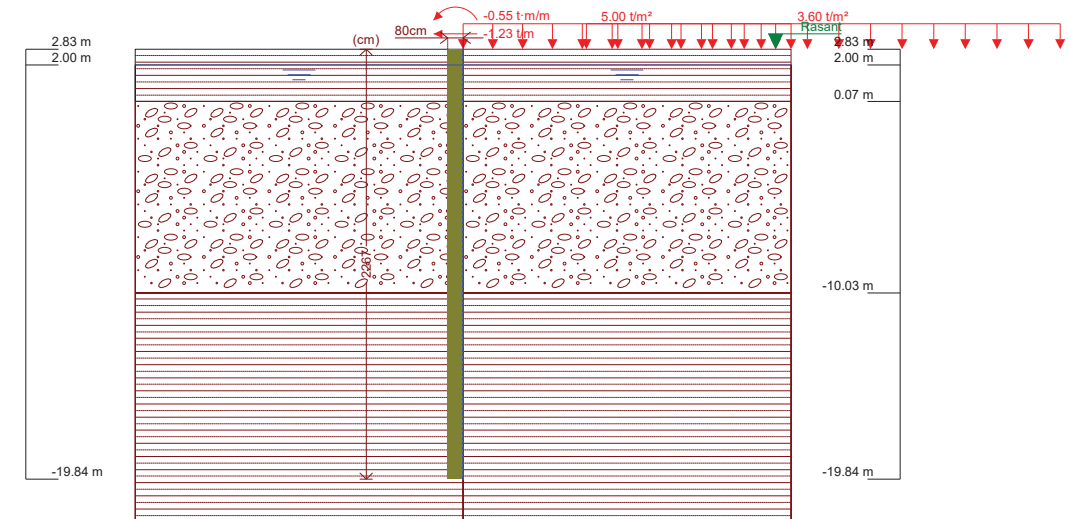 -0.55 t·m/m
5.00 t/m²
3.60 t/m²
80cm
-1.23 t/m
Rasant
(cm)
2.83 m
2.83 m
2.00 m
2.00 m
0.07 m
2267
-10.03 m
-19.84 m
-19.84 m